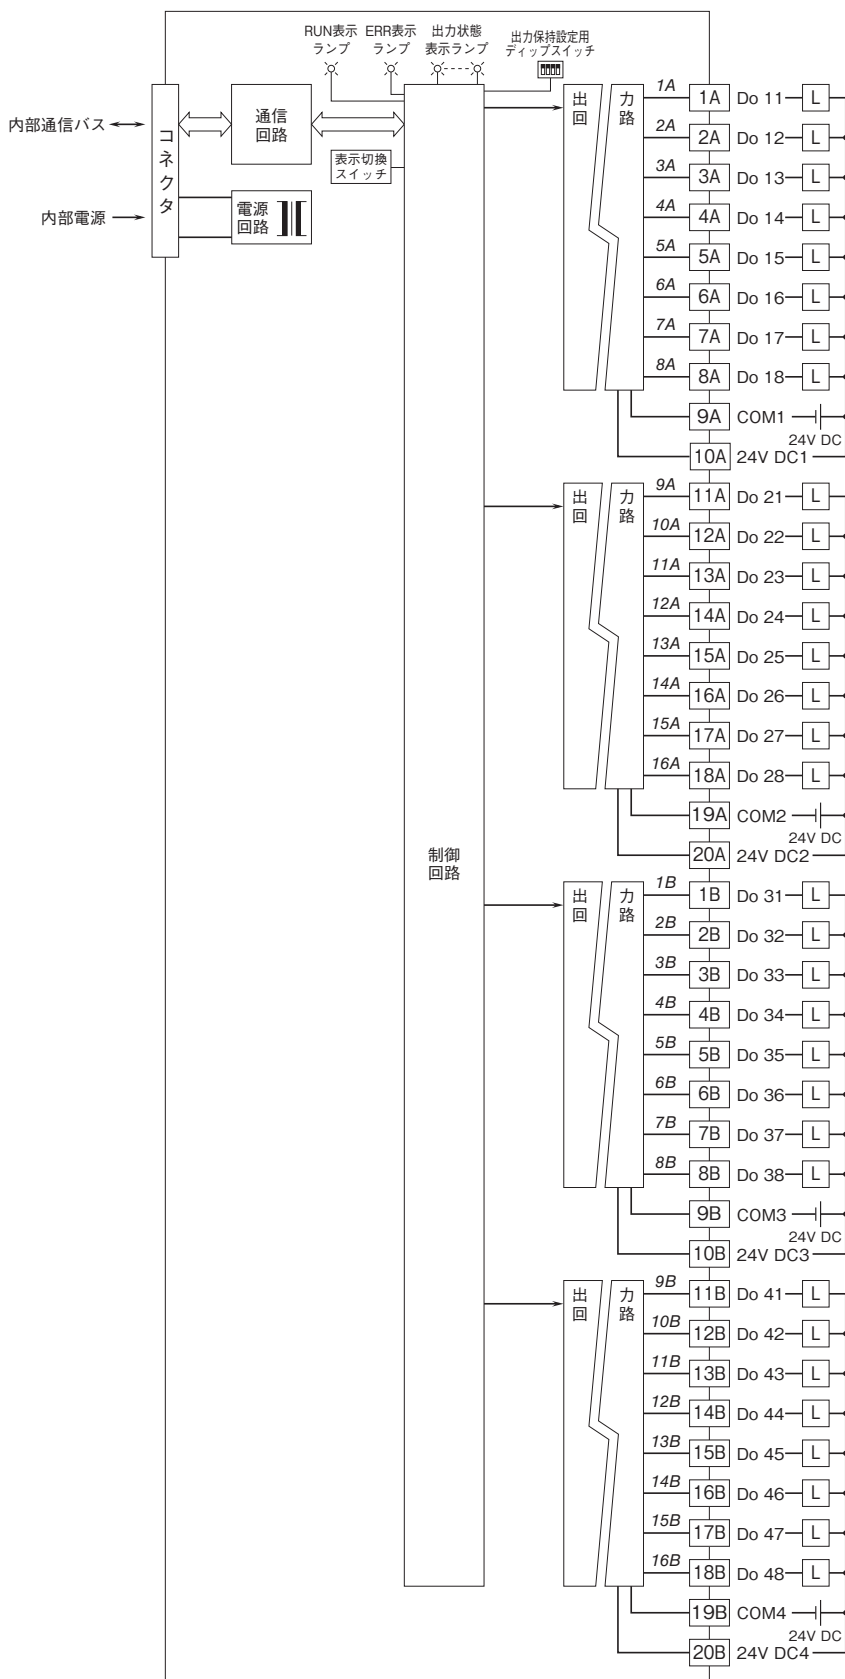 RUN表示
ランプ
ERR表示
ランプ
出力状態
表示ランプ
出力保持設定用
ディップスイッチ
内部通信バス
コネクタ
通信
回路
表示切換
スイッチ
内部電源
電源
回路
制御
回路
出力
回路
1A 1A Do 11 L
2A 2A Do 12 L
3A 3A Do 13 L
4A 4A Do 14 L
5A 5A Do 15 L
6A 6A Do 16 L
7A 7A Do 17 L
8A 8A Do 18 L
9A COM1
24V DC
10A 24V DC1
出力
回路
9A 11A Do 21 L
10A 12A Do 22 L
11A 13A Do 23 L
12A 14A Do 24 L
13A 15A Do 25 L
14A 16A Do 26 L
15A 17A Do 27 L
16A 18A Do 28 L
19A COM2
24V DC
20A 24V DC2
出力
回路
1B 1B Do 31 L
2B 2B Do 32 L
3B 3B Do 33 L
4B 4B Do 34 L
5B 5B Do 35 L
6B 6B Do 36 L
7B 7B Do 37 L
8B 8B Do 38 L
9B COM3
24V DC
10B 24V DC3
出力
回路
9B 11B Do 41 L
10B 12B Do 42 L
11B 13B Do 43 L
12B 14B Do 44 L
13B 15B Do 45 L
14B 16B Do 46 L
15B 17B Do 47 L
16B 18B Do 48 L
19B COM4
24V DC
20B 24V DC4